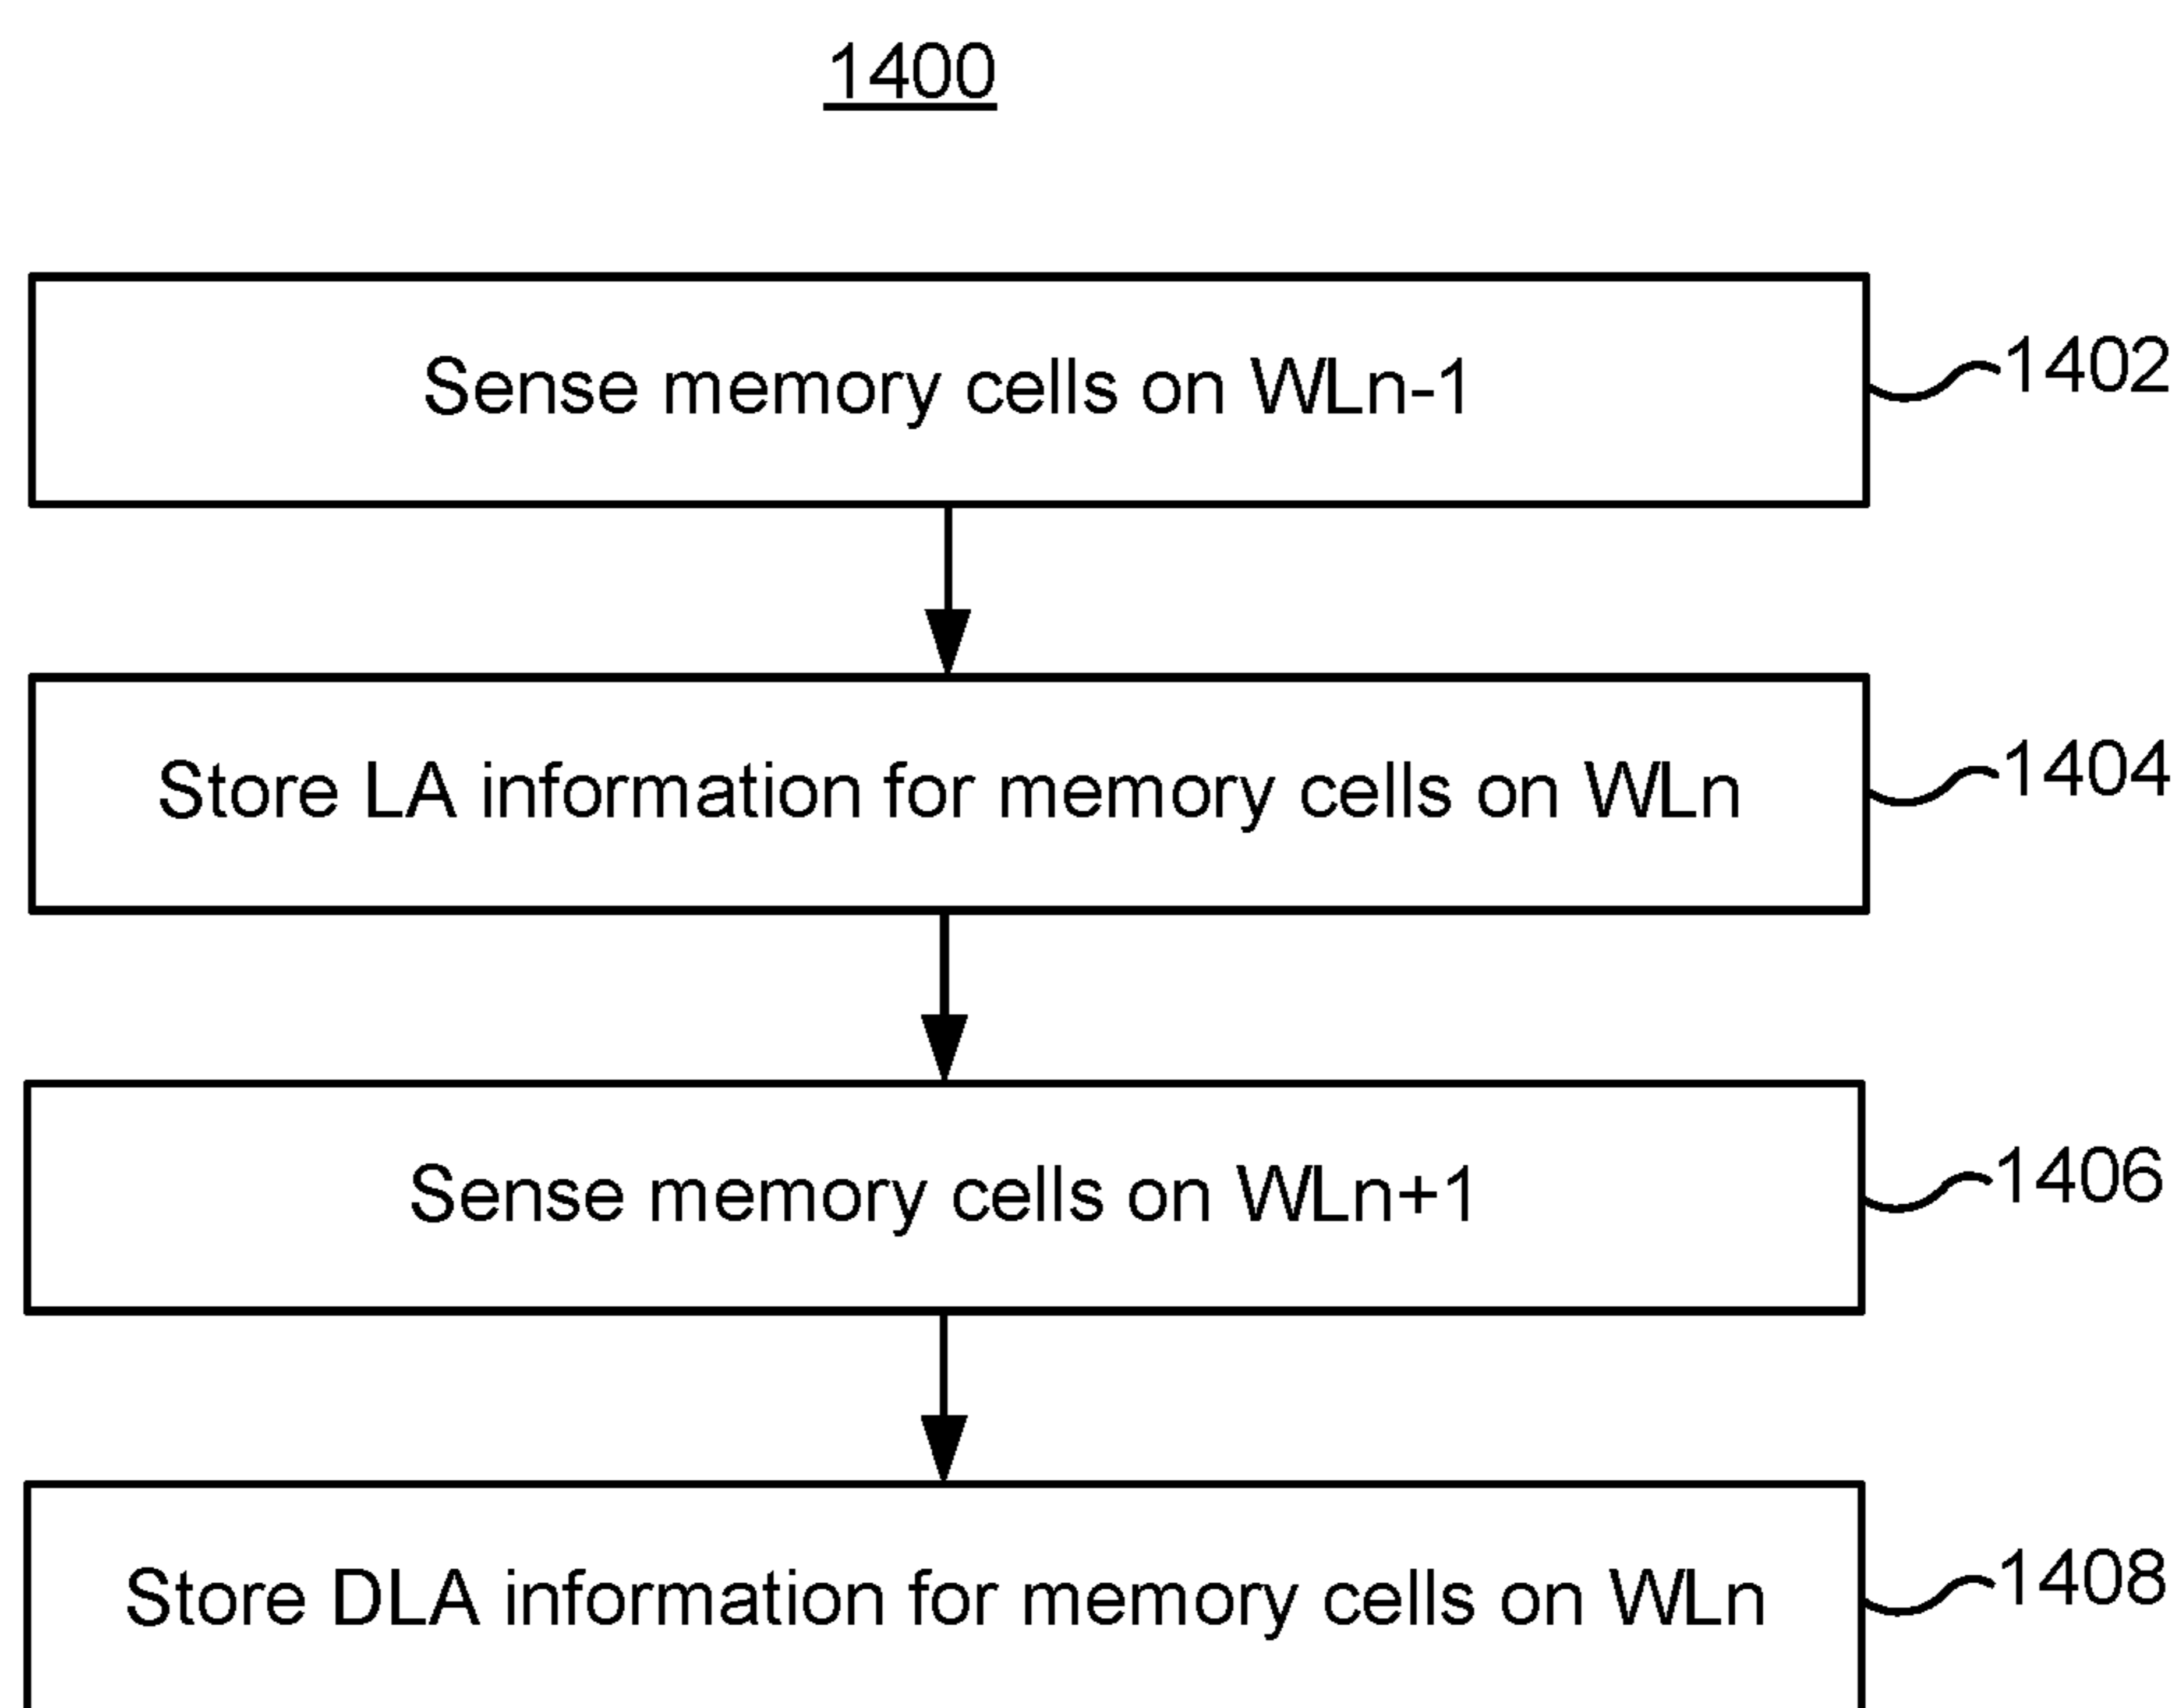 1400
Sense memory cells on WLn-1
1402
Store LA information for memory cells on WLn
1404
Sense memory cells on WLn+1
1406
Store DLA information for memory cells on WLn
1408